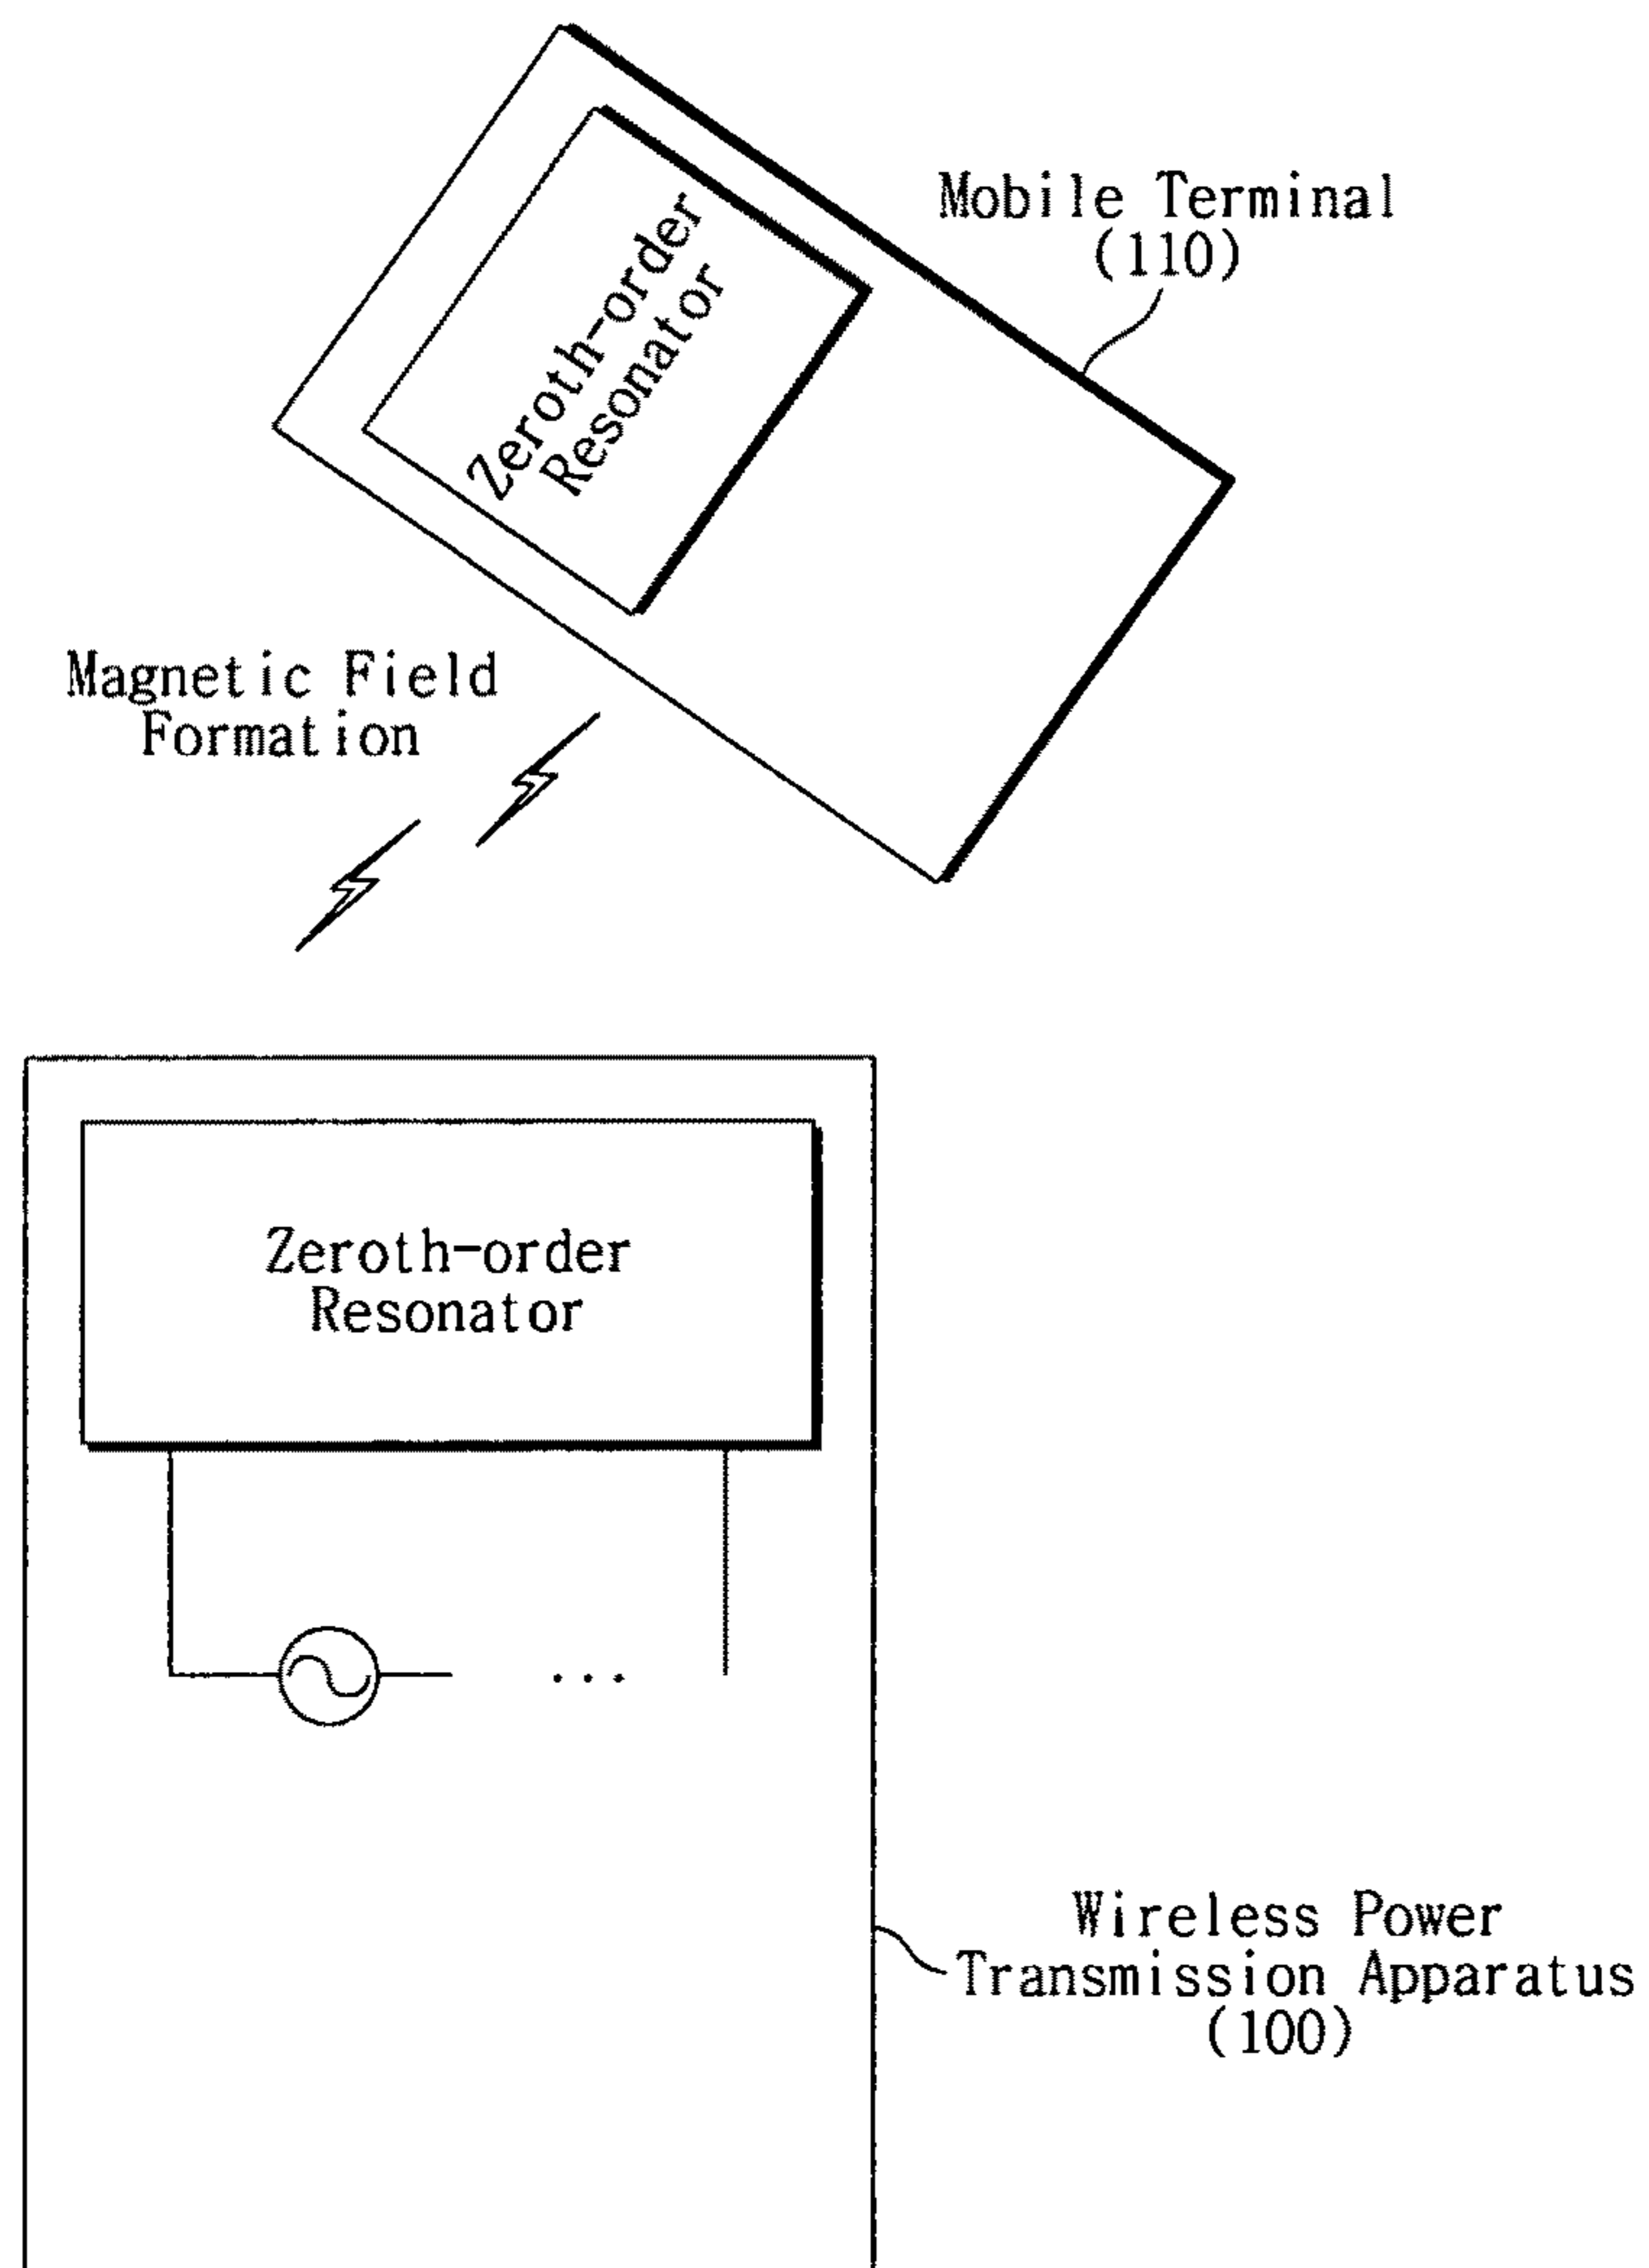 Mobile Terminal
(110)
Zeroth-order
Resonator
Magnetic Field
Formation
Zeroth-order
Resonator
...
Wireless Power
Transmission Apparatus
(100)